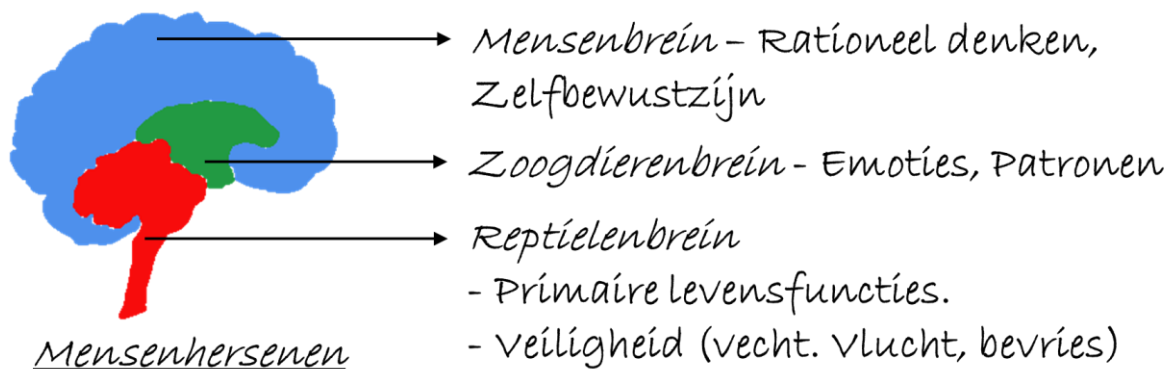 Mensenbrein – Rationeel denken,
Zelfbewustzijn
Zoogdierenbrein - Emoties, Patronen
Reptielenbrein
- Primaire levensfuncties.
- Veiligheid (vecht. Vlucht, bevries)
Mensenhersenen